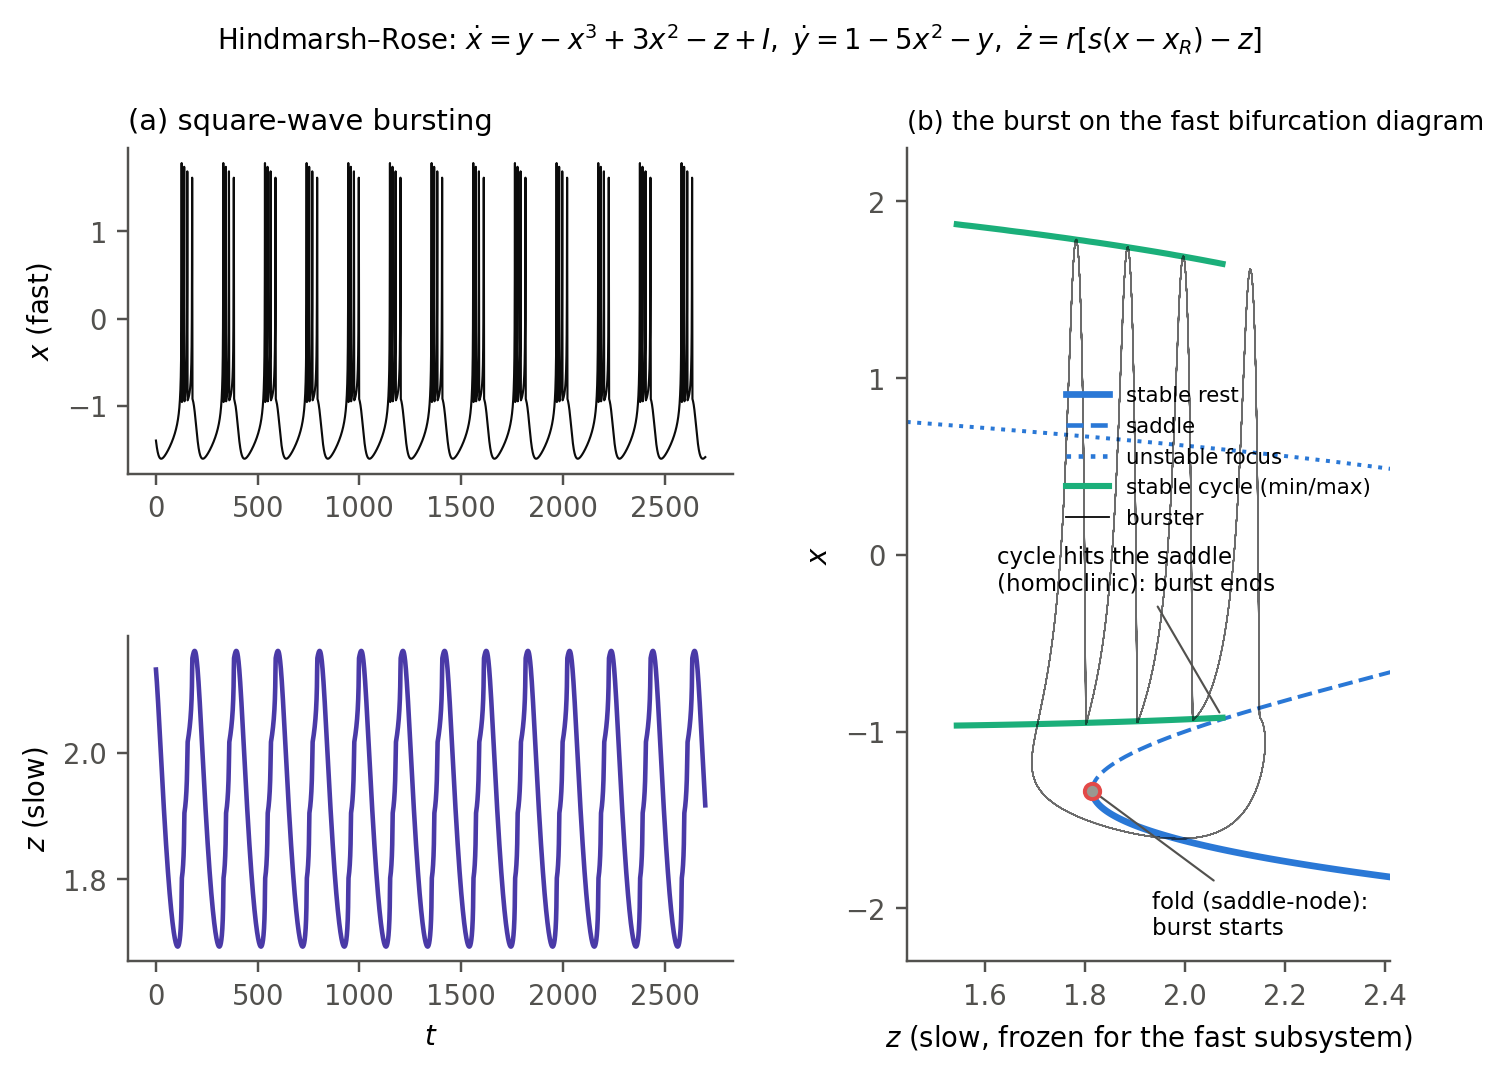 Hindmarsh–Rose: ẋ = y − x³ + 3x² − z + I, ẏ = 1 − 5x² − y, ż = r[s(x − x_R) − z]
(a) square-wave bursting
x (fast)
1
0
−1
0 500 1000 1500 2000 2500
z (slow)
2.0
1.8
0 500 1000 1500 2000 2500
t
(b) the burst on the fast bifurcation diagram
x
2
1
0
−1
−2
stable rest
saddle
unstable focus
stable cycle (min/max)
burster
cycle hits the saddle
(homoclinic): burst ends
fold (saddle-node):
burst starts
1.6 1.8 2.0 2.2 2.4
z (slow, frozen for the fast subsystem)